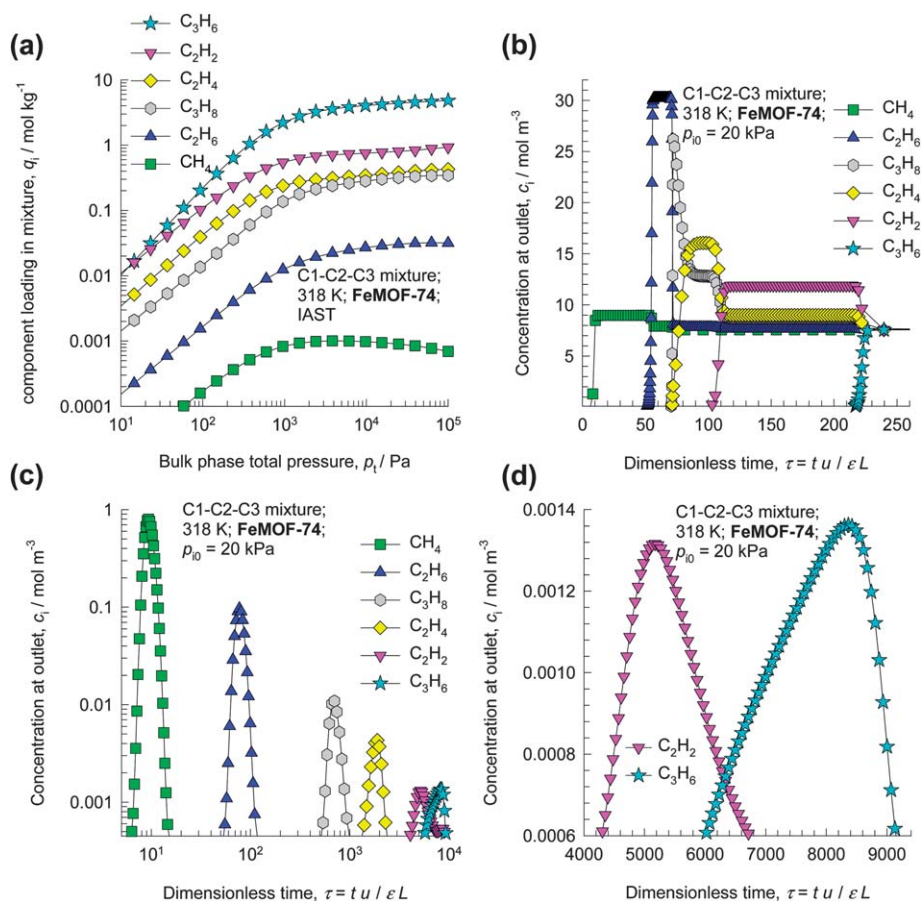 (a)
C3H6
C2H2
C2H4
C3H8
C2H6
CH4
component loading in mixture, qi / mol kg-1
10
1
0.1
0.01
0.001
0.0001
C1-C2-C3 mixture;
318 K; FeMOF-74;
IAST
10^1 10^2 10^3 10^4 10^5
Bulk phase total pressure, pt / Pa
(b)
C1-C2-C3 mixture;
318 K; FeMOF-74;
pi0 = 20 kPa
CH4
C2H6
C3H8
C2H4
C2H2
C3H6
Concentration at outlet, ci / mol m-3
30
25
20
15
10
5
0 50 100 150 200 250
Dimensionless time, τ = t u / εL
(c)
C1-C2-C3 mixture;
318 K; FeMOF-74;
pi0 = 20 kPa
CH4
C2H6
C3H8
C2H4
C2H2
C3H6
Concentration at outlet, ci / mol m-3
1
0.1
0.01
0.001
10^1 10^2 10^3 10^4
Dimensionless time, τ = t u / εL
(d)
C1-C2-C3 mixture;
318 K; FeMOF-74;
pi0 = 20 kPa
Concentration at outlet, ci / mol m-3
0.0014
0.0012
0.0010
0.0008
0.0006
C2H2
C3H6
4000 5000 6000 7000 8000 9000
Dimensionless time, τ = t u / εL